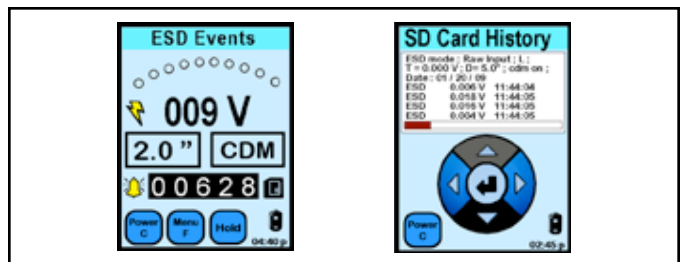 ESD Events
009 V
2.0 "
CDM
00628
Power C
Menu F
Hold
04:40 p
SD Card History
ESD mode ; Raw Input ; L ;
T = 0.000 V ; D= 5.0" ; cdm on ;
Date : 01 / 20 / 09
ESD 0.006 V 11:44:04
ESD 0.018 V 11:44:05
ESD 0.016 V 11:44:05
ESD 0.004 V 11:44:05
Power C
02:45 p